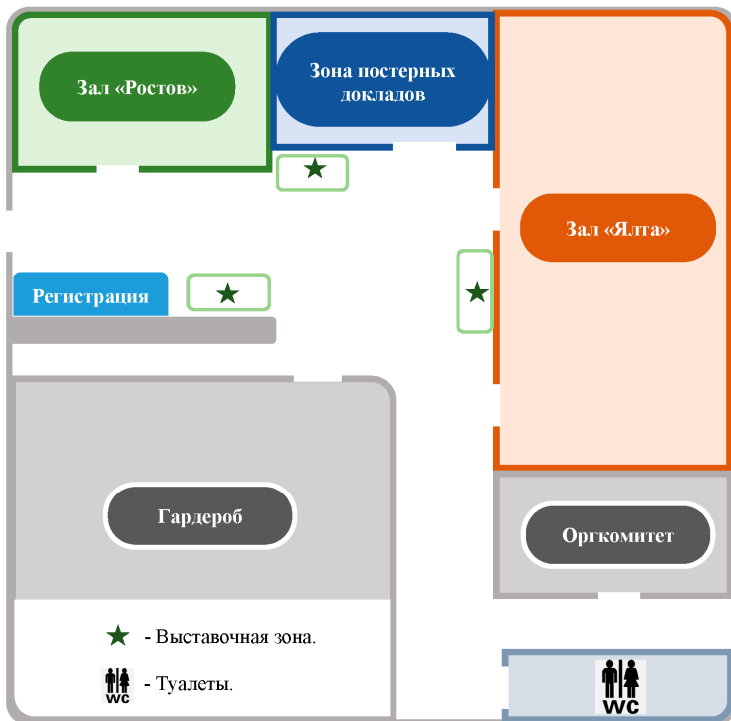 Зал «Ростов»
Зона постерных
докладов
Зал «Ялта»
Регистрация
Гардероб
Оргкомитет
- Выставочная зона.
WC - Туалеты.
WC